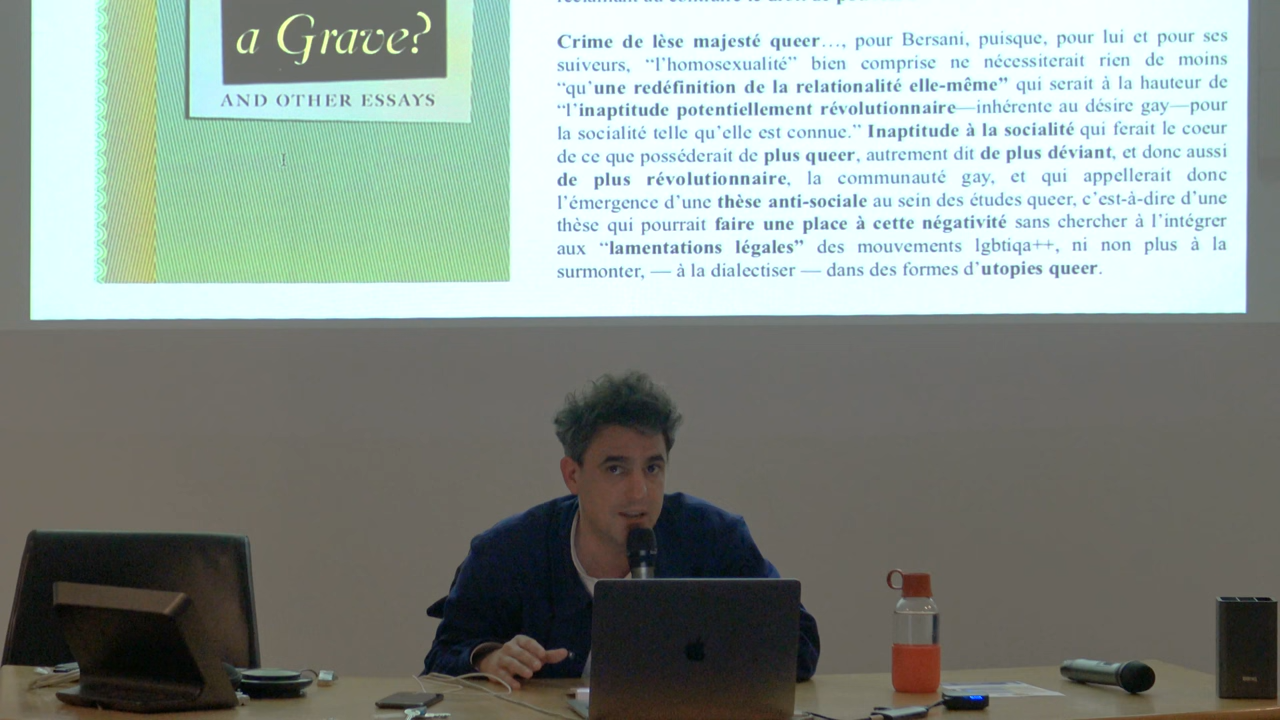 a Grave?
AND OTHER ESSAYS
Crime de lèse majesté queer…, pour Bersani, puisque, pour lui et pour ses
suiveurs, “l’homosexualité” bien comprise ne nécessiterait rien de moins
“qu’une redéfinition de la relationalité elle-même” qui serait à la hauteur de
“l’inaptitude potentiellement révolutionnaire—inhérente au désire gay—pour
la socialité telle qu’elle est connue.” Inaptitude à la socialité qui ferait le coeur
de ce que posséderait de plus queer, autrement dit de plus déviant, et donc aussi
de plus révolutionnaire, la communauté gay, et qui appellerait donc
l’émergence d’une thèse anti-sociale au sein des études queer, c’est-à-dire d’une
thèse qui pourrait faire une place à cette négativité sans chercher à l’intégrer
aux “lamentations légales” des mouvements lgbtiqa++, ni non plus à la
surmonter, — à la dialectiser — dans des formes d’utopies queer.